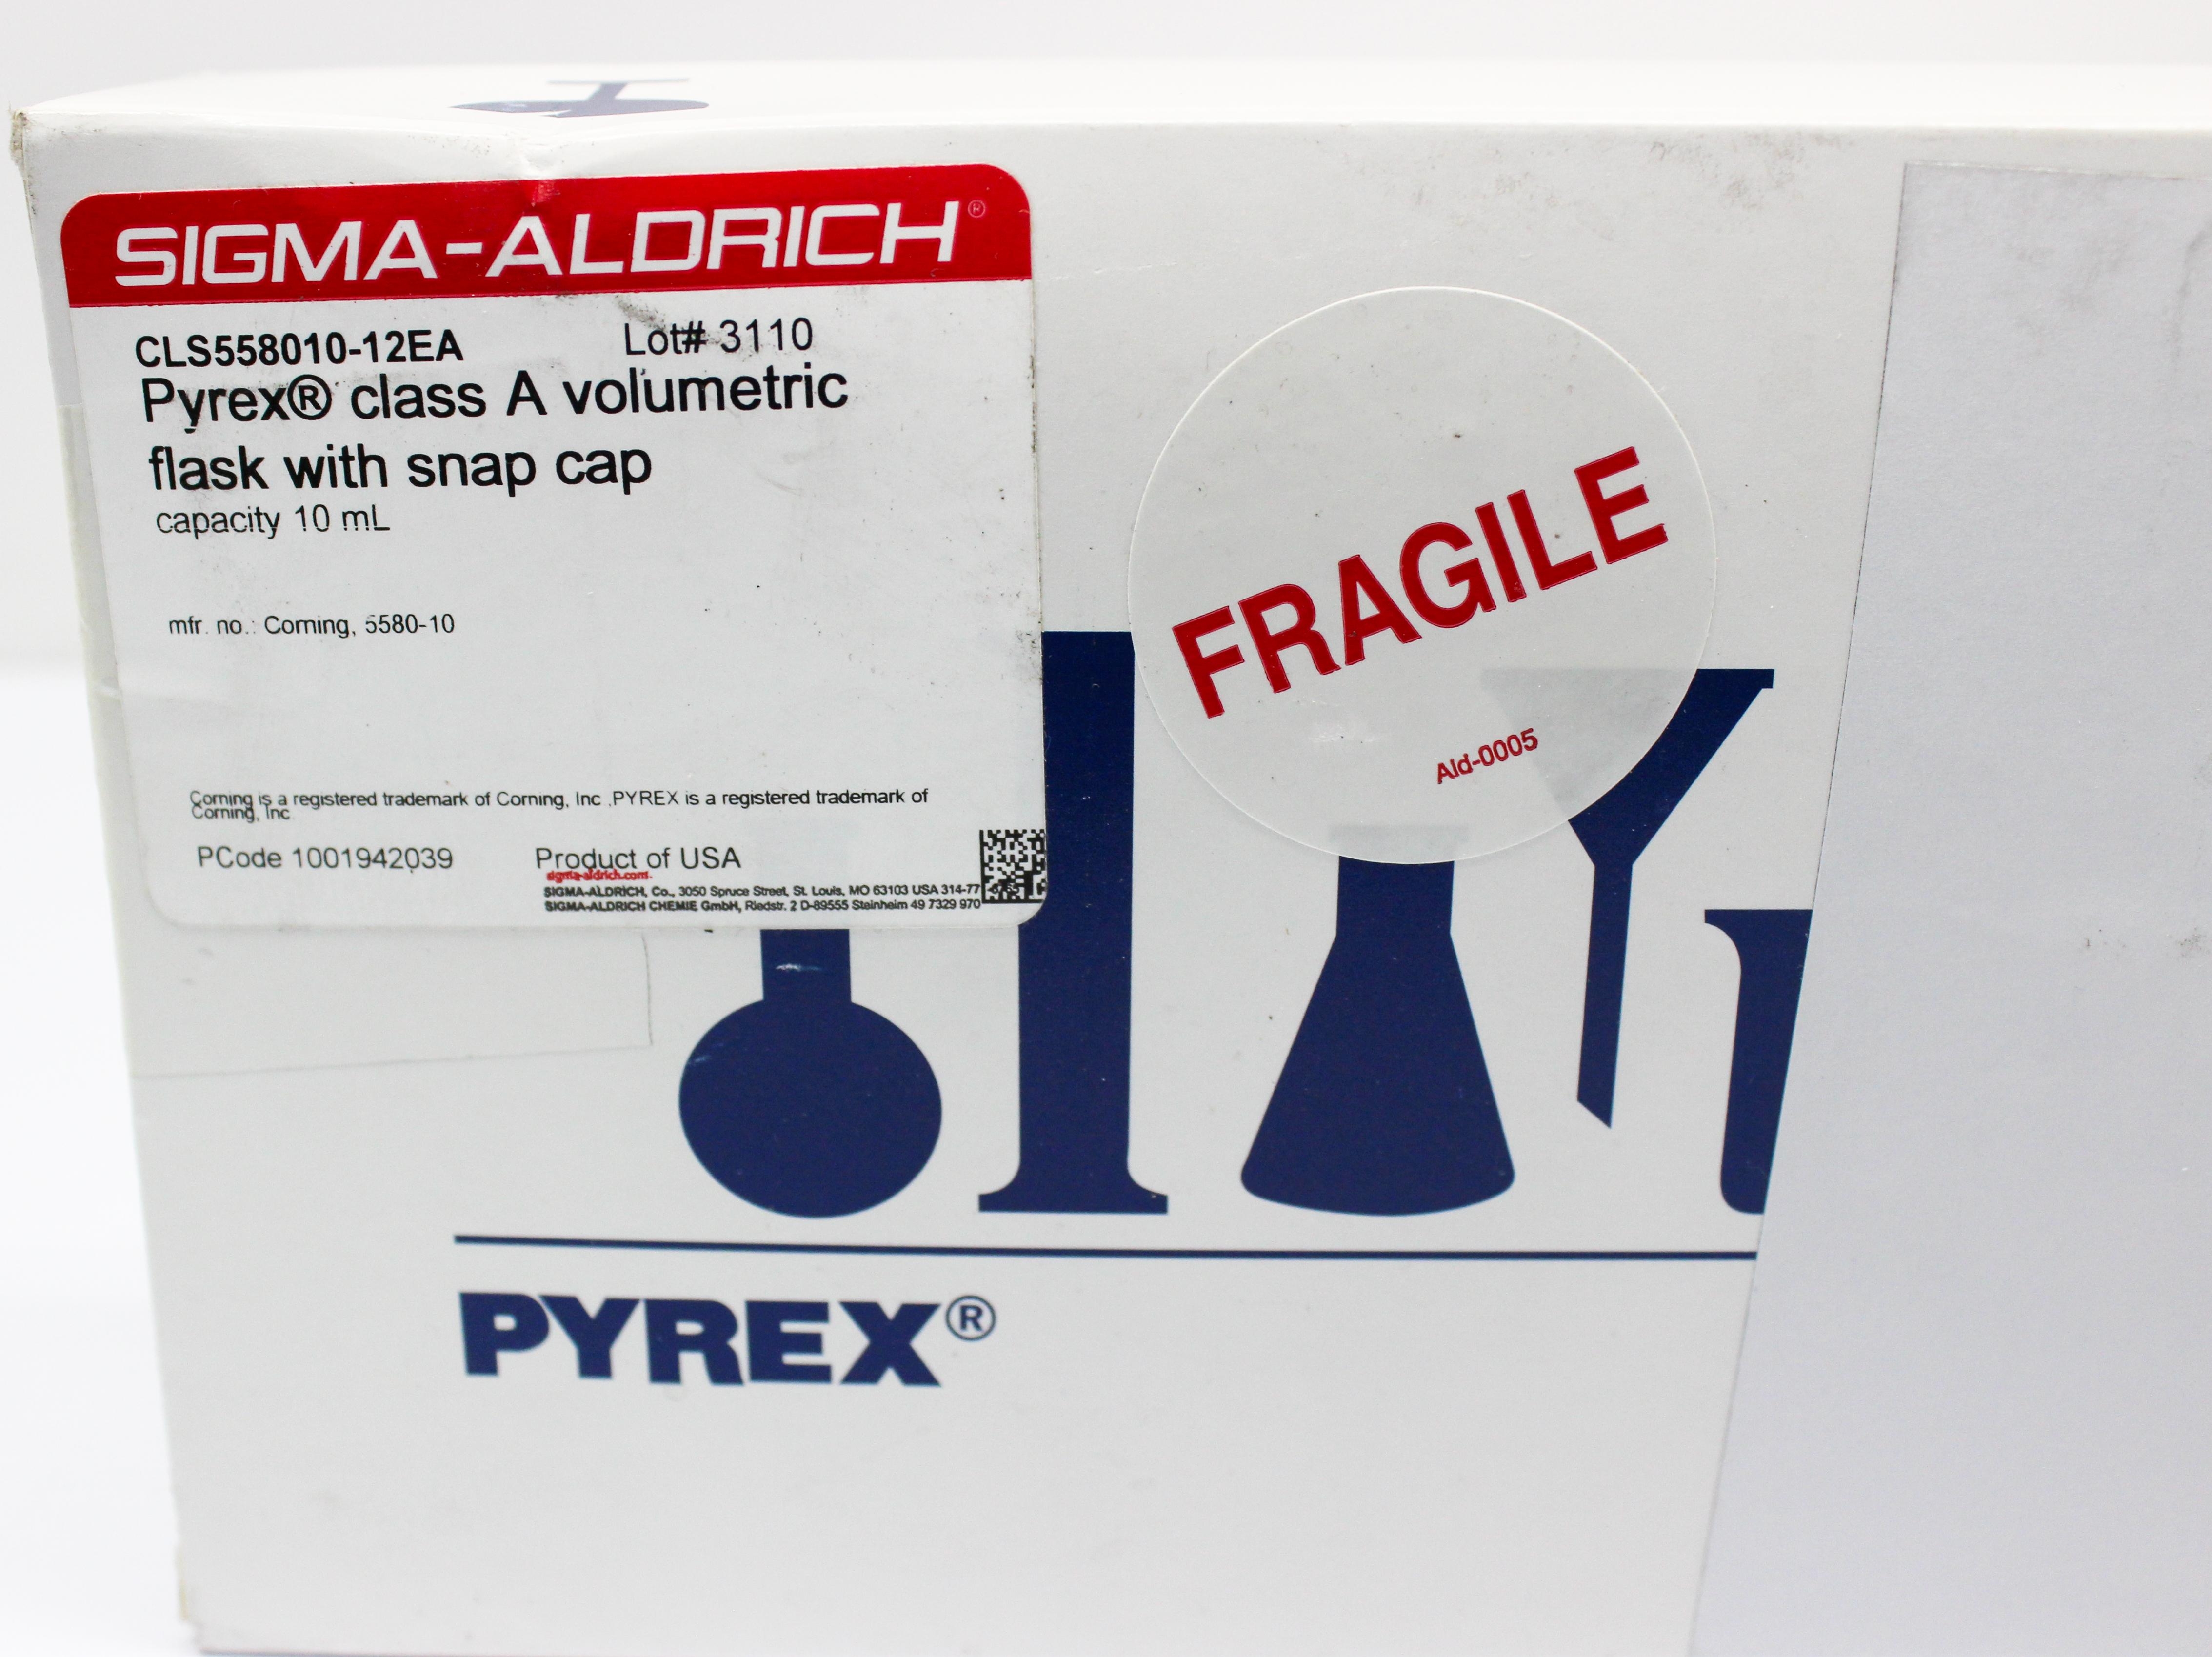 SIGMA-ALDRICH®
CLS558010-12EA Lot# 3110
Pyrex® class A volumetric
flask with snap cap
capacity 10 mL
mfr. no.: Corning, 5580-10
Corning is a registered trademark of Corning, Inc .PYREX is a registered trademark of
Corning, Inc
PCode 1001942039 Product of USA
sigma-aldrich.com
SIGMA-ALDRICH, Co., 3050 Spruce Street, St. Louis, MO 63103 USA 314-77
SIGMA-ALDRICH CHEMIE GmbH, Riedstr. 2 D-89555 Steinheim 49 7329 970
FRAGILE
Ald-0005
PYREX®